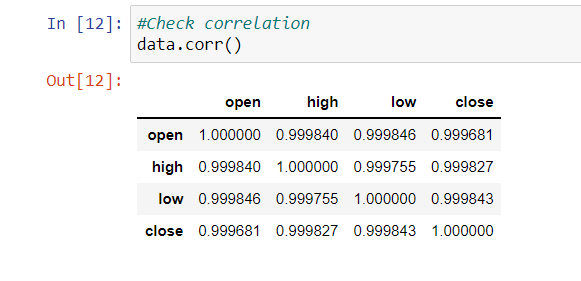 In [12]: #Check correlation
data.corr()
Out[12]:
open high low close
open 1.000000 0.999840 0.999846 0.999681
high 0.999840 1.000000 0.999755 0.999827
low 0.999846 0.999755 1.000000 0.999843
close 0.999681 0.999827 0.999843 1.000000